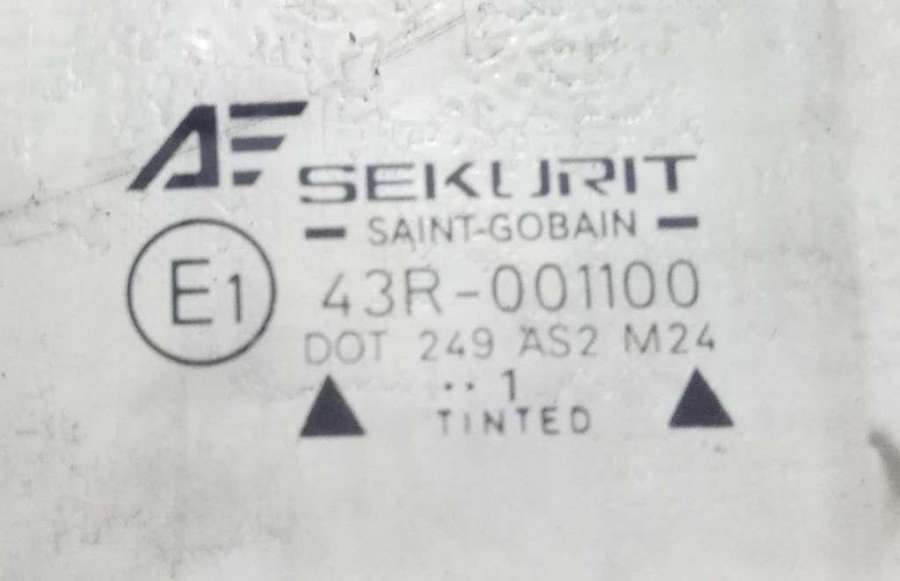 AF SEKURIT
SAINT-GOBAIN
E1 43R-001100
DOT 249 AS2 M24
·· 1
TINTED